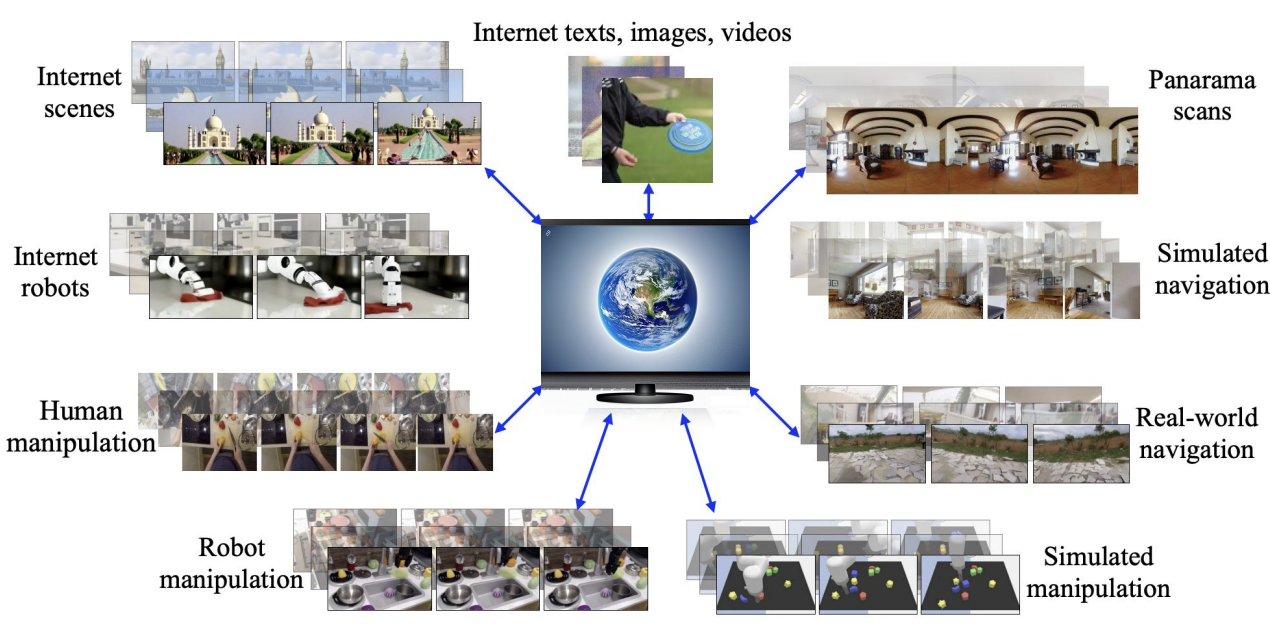 Internet texts, images, videos
Internet
scenes
Panarama
scans
Internet
robots
Simulated
navigation
Human
manipulation
Real-world
navigation
Robot
manipulation
Simulated
manipulation